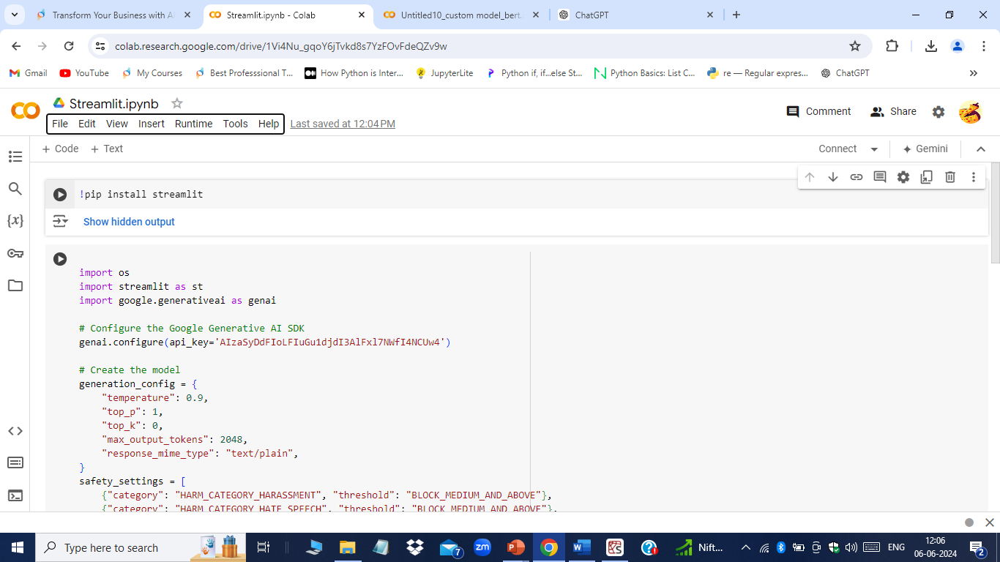 Transform Your Business with A
Streamlit.ipynb - Colab
Untitled10_custom model_bert.
ChatGPT
colab.research.google.com/drive/1Vi4Nu_gqoY6jTvkd8s7YzFOvFdeQZv9w
Gmail YouTube My Courses Best Professsional T... How Python is Inter... JupyterLite Python if, if...else St... Python Basics: List C... re — Regular expres... ChatGPT
Streamlit.ipynb
Comment Share
File Edit View Insert Runtime Tools Help Last saved at 12:04 PM
+ Code + Text Connect Gemini
!pip install streamlit
Show hidden output
import os
import streamlit as st
import google.generativeai as genai
# Configure the Google Generative AI SDK
genai.configure(api_key='AIzaSyDdFIoLFIuGu1djdI3AlFxl7NWfI4NCUw4')
# Create the model
generation_config = {
"temperature": 0.9,
"top_p": 1,
"top_k": 0,
"max_output_tokens": 2048,
"response_mime_type": "text/plain",
}
safety_settings = [
{"category": "HARM_CATEGORY_HARASSMENT", "threshold": "BLOCK_MEDIUM_AND_ABOVE"},
{"category": "HARM_CATEGORY_HATE_SPEECH", "threshold": "BLOCK_MEDIUM_AND_ABOVE"},
Type here to search 7 zm Nift... ENG 12:06
06-06-2024 2